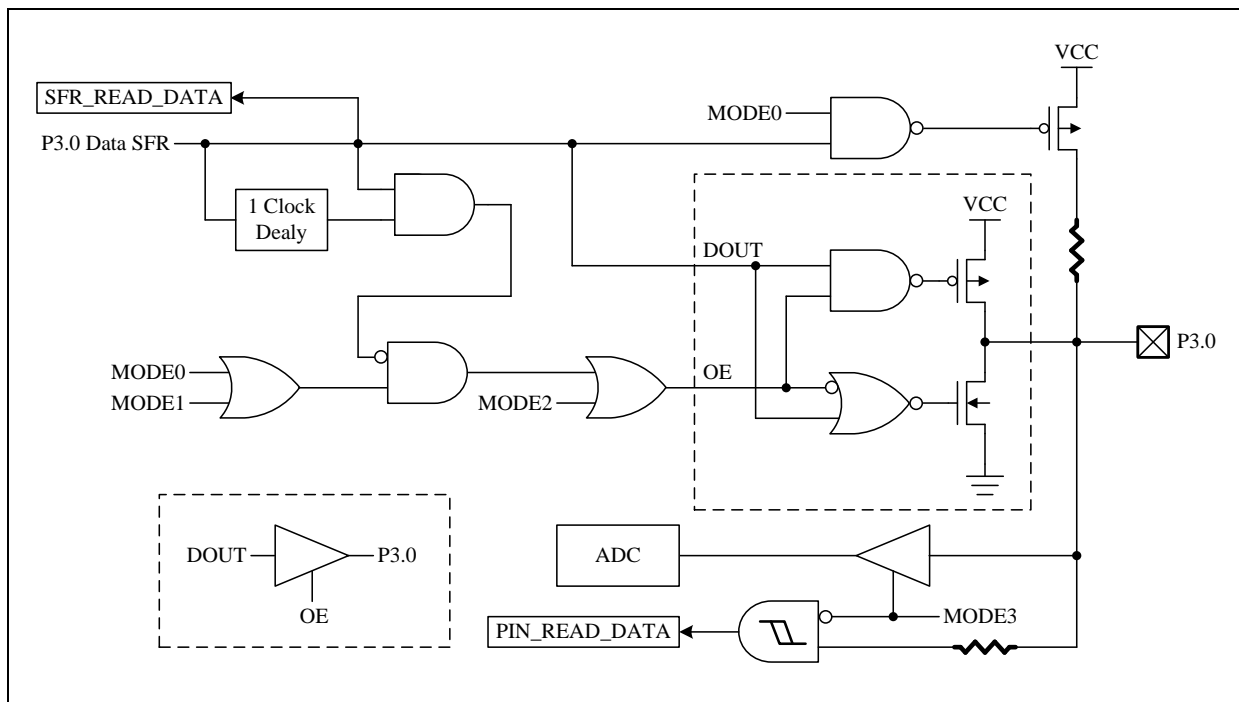 VCC
SFR_READ_DATA
MODE0
P3.0 Data SFR
1 Clock
Dealy
VCC
DOUT
P3.0
MODE0
MODE1
MODE2
OE
DOUT
P3.0
OE
ADC
MODE3
PIN_READ_DATA